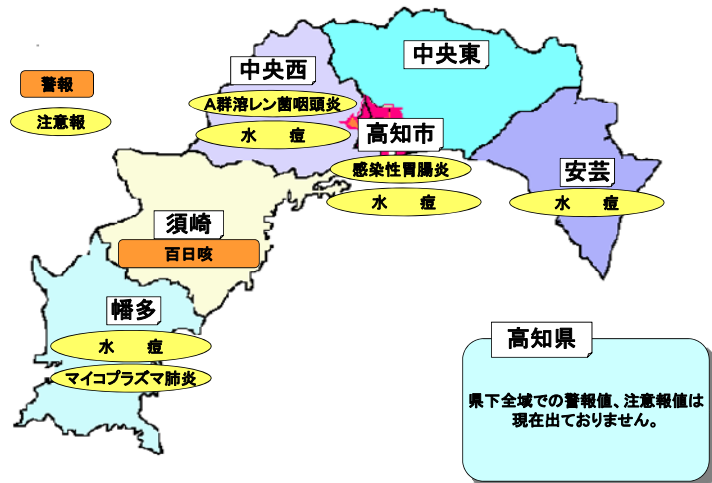 警報
注意報
中央西
A群溶レン菌咽頭炎
水　痘
中央東
高知市
感染性胃腸炎
水　痘
安芸
水　痘
須崎
百日咳
幡多
水　痘
マイコプラズマ肺炎
高知県
県下全域での警報値、注意報値は
現在出ておりません。